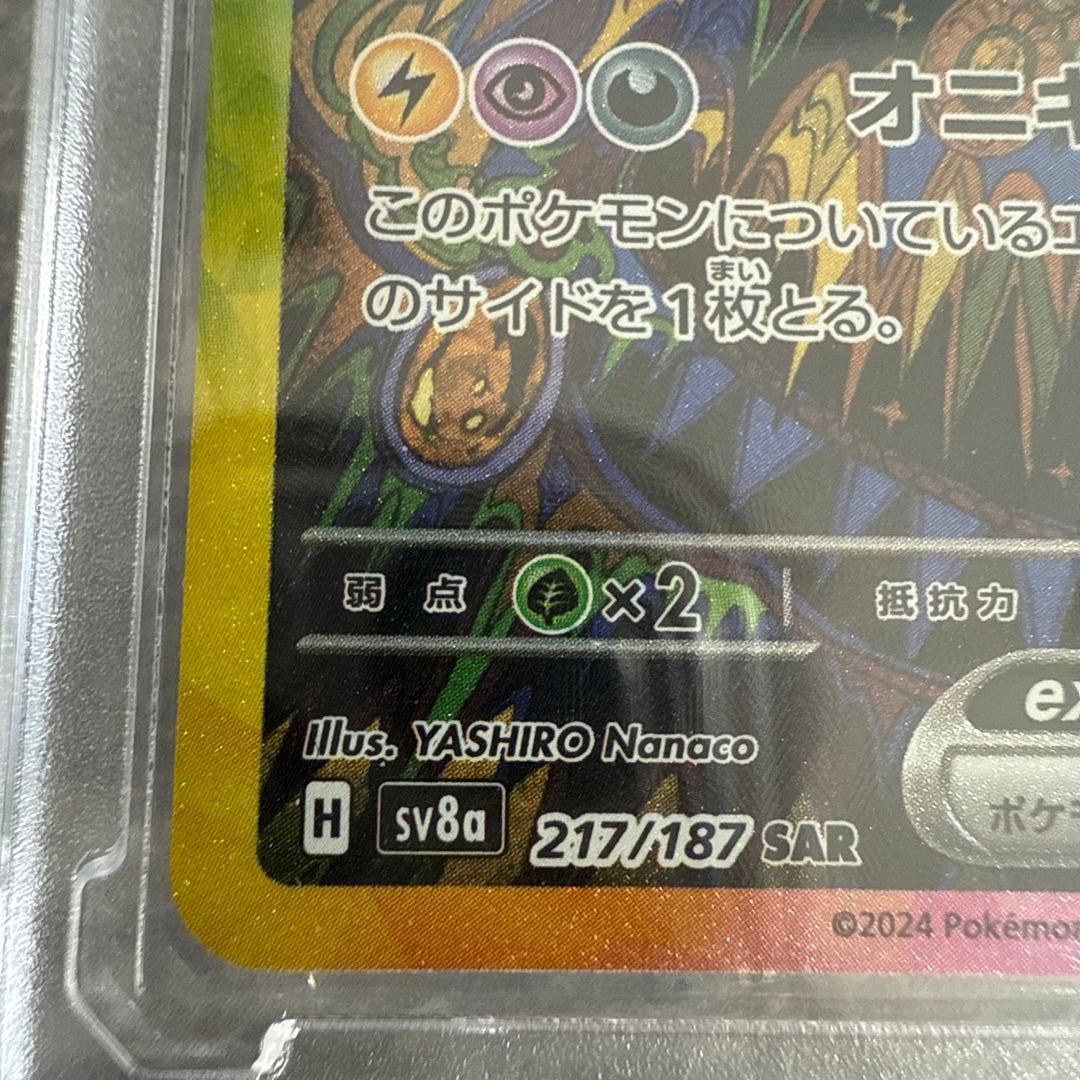 オニキ
このポケモンについているエ
のサイドを1枚とる。
まい
弱点 ×2 抵抗力
ex
Illus. YASHIRO Nanaco
ポケモ
H sv8a 217/187 SAR
©2024 Pokémon